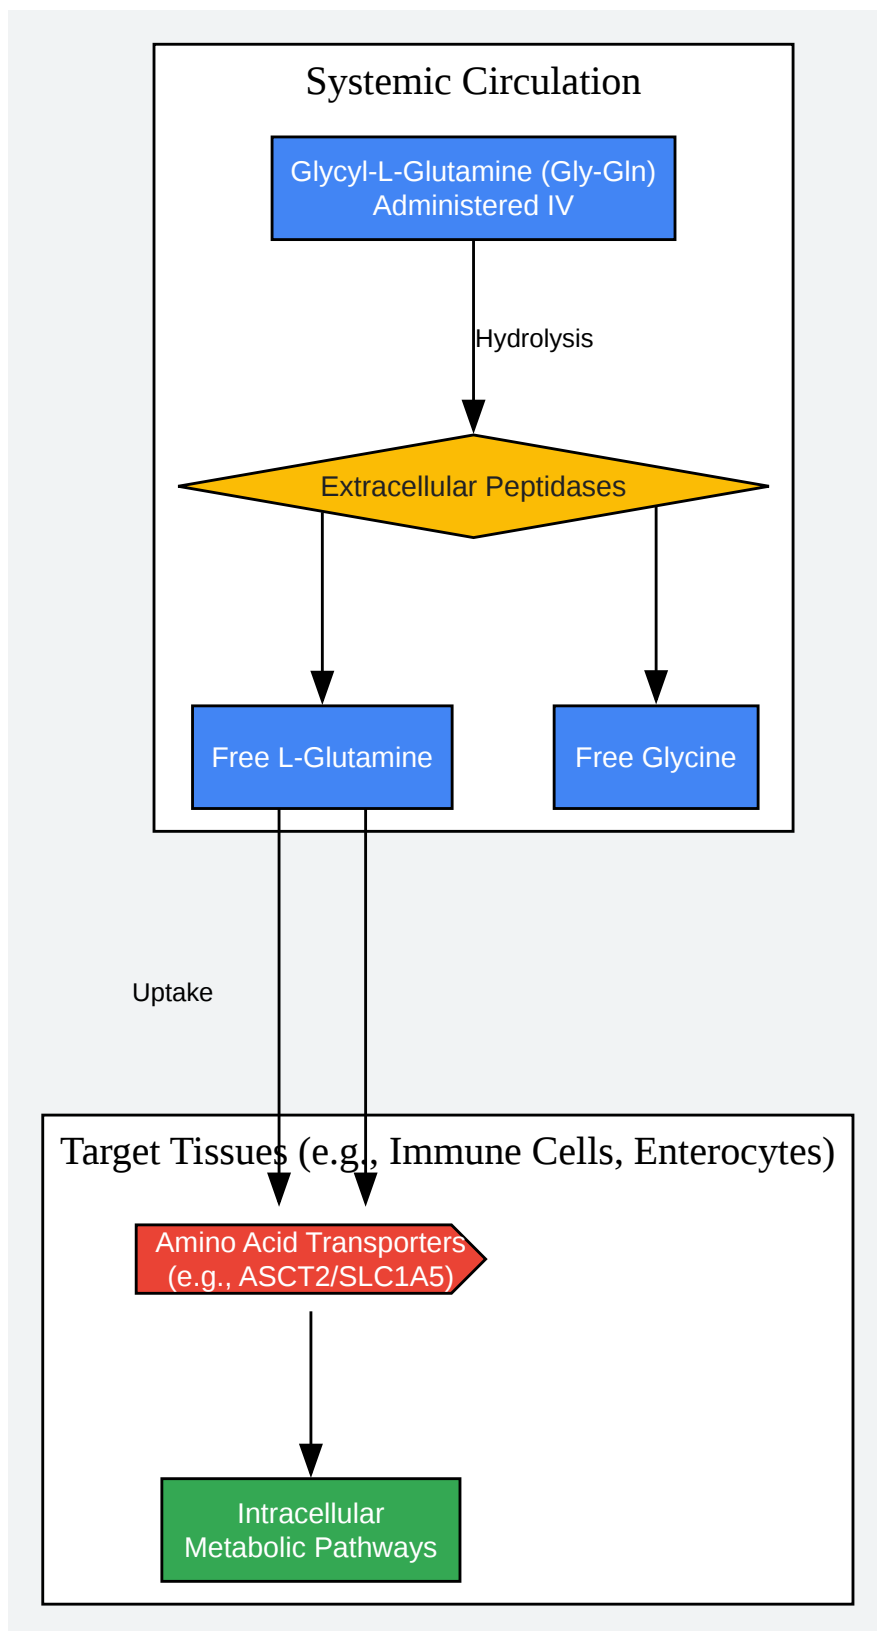 Systemic Circulation
Glycyl-L-Glutamine (Gly-Gln)
Administered IV
Hydrolysis
Extracellular Peptidases
Free L-Glutamine
Free Glycine
Uptake
Target Tissues (e.g., Immune Cells, Enterocytes)
Amino Acid Transporters
(e.g., ASCT2/SLC1A5)
Intracellular
Metabolic Pathways